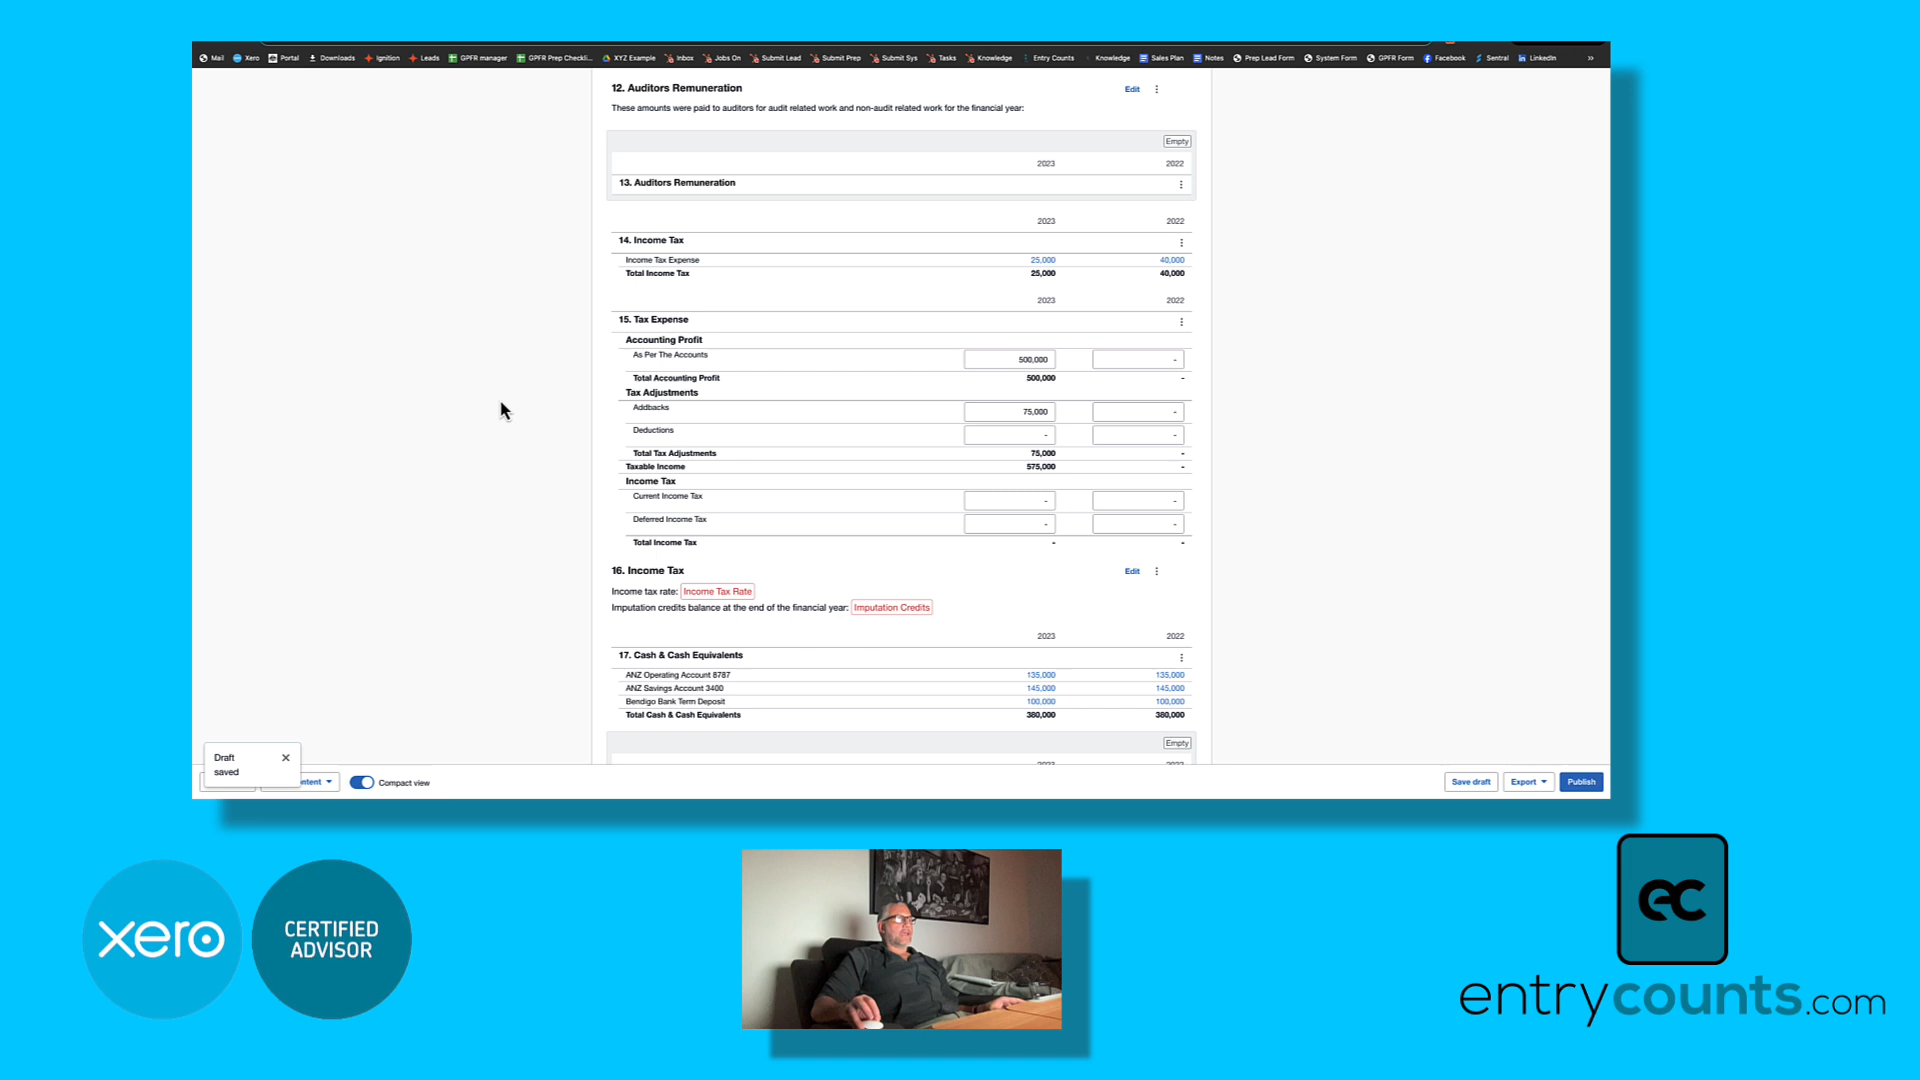 Mail Xero Portal Downloads Ignition Leads GPFR manager GPFR Prep Checkli... XYZ Example Inbox Jobs On Submit Lead Submit Prep Submit Sys Tasks Knowledge Entry Counts Knowledge Sales Plan Notes Prep Lead Form System Form GPFR Form Facebook Sentral LinkedIn »
12. Auditors Remuneration Edit
These amounts were paid to auditors for audit related work and non-audit related work for the financial year:
Empty
2023 2022
13. Auditors Remuneration
2023 2022
14. Income Tax
Income Tax Expense 25,000 40,000
Total Income Tax 25,000 40,000
2023 2022
15. Tax Expense
Accounting Profit
As Per The Accounts 500,000 -
Total Accounting Profit 500,000 -
Tax Adjustments
Addbacks 75,000 -
Deductions - -
Total Tax Adjustments 75,000 -
Taxable Income 575,000 -
Income Tax
Current Income Tax - -
Deferred Income Tax - -
Total Income Tax - -
16. Income Tax Edit
Income tax rate: Income Tax Rate
Imputation credits balance at the end of the financial year: Imputation Credits
2023 2022
17. Cash & Cash Equivalents
ANZ Operating Account 8787 135,000 135,000
ANZ Savings Account 3400 145,000 145,000
Bendigo Bank Term Deposit 100,000 100,000
Total Cash & Cash Equivalents 380,000 380,000
Empty
2023 2022
Draft
saved
ntent Compact view Save draft Export Publish
xero
CERTIFIED
ADVISOR
ec
entrycounts.com